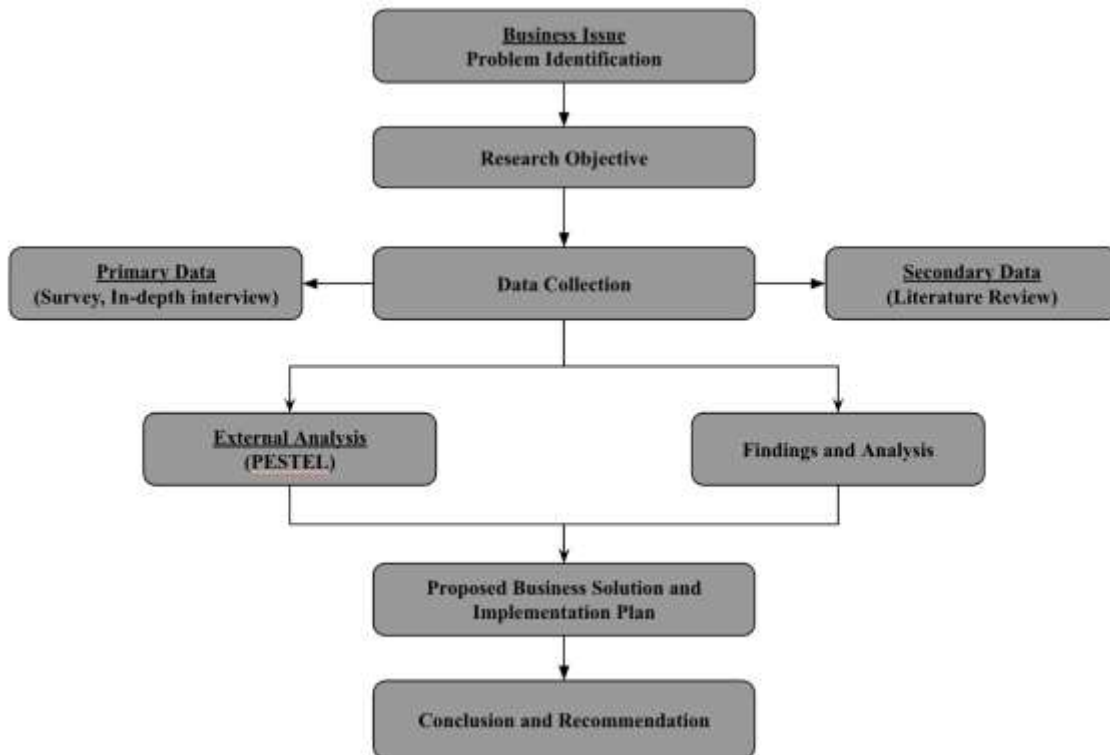 Business Issue
Problem Identification
Research Objective
Primary Data
(Survey, In-depth interview)
Data Collection
Secondary Data
(Literature Review)
External Analysis
(PESTEL)
Findings and Analysis
Proposed Business Solution and
Implementation Plan
Conclusion and Recommendation